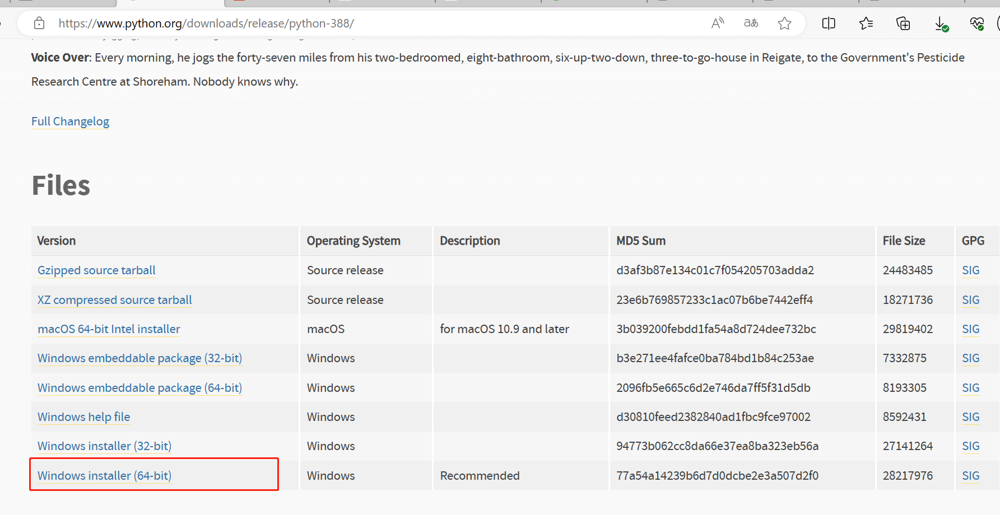 https://www.python.org/downloads/release/python-388/
Voice Over: Every morning, he jogs the forty-seven miles from his two-bedroomed, eight-bathroom, six-up-two-down, three-to-go-house in Reigate, to the Government's Pesticide
Research Centre at Shoreham. Nobody knows why.
Full Changelog
Files
Version Operating System Description MD5 Sum File Size GPG
Gzipped source tarball Source release d3af3b87e134c01c7f054205703adda2 24483485 SIG
XZ compressed source tarball Source release 23e6b769857233c1ac07b6be7442eff4 18271736 SIG
macOS 64-bit Intel installer macOS for macOS 10.9 and later 3b039200febdd1fa54a8d724dee732bc 29819402 SIG
Windows embeddable package (32-bit) Windows b3e271ee4fafce0ba784bd1b84c253ae 7332875 SIG
Windows embeddable package (64-bit) Windows 2096fb5e665c6d2e746da7ff5f31d5db 8193305 SIG
Windows help file Windows d30810feed2382840ad1fbc9fce97002 8592431 SIG
Windows installer (32-bit) Windows 94773b062cc8da66e37ea8ba323eb56a 27141264 SIG
Windows installer (64-bit) Windows Recommended 77a54a14239b6d7d0dcbe2e3a507d2f0 28217976 SIG